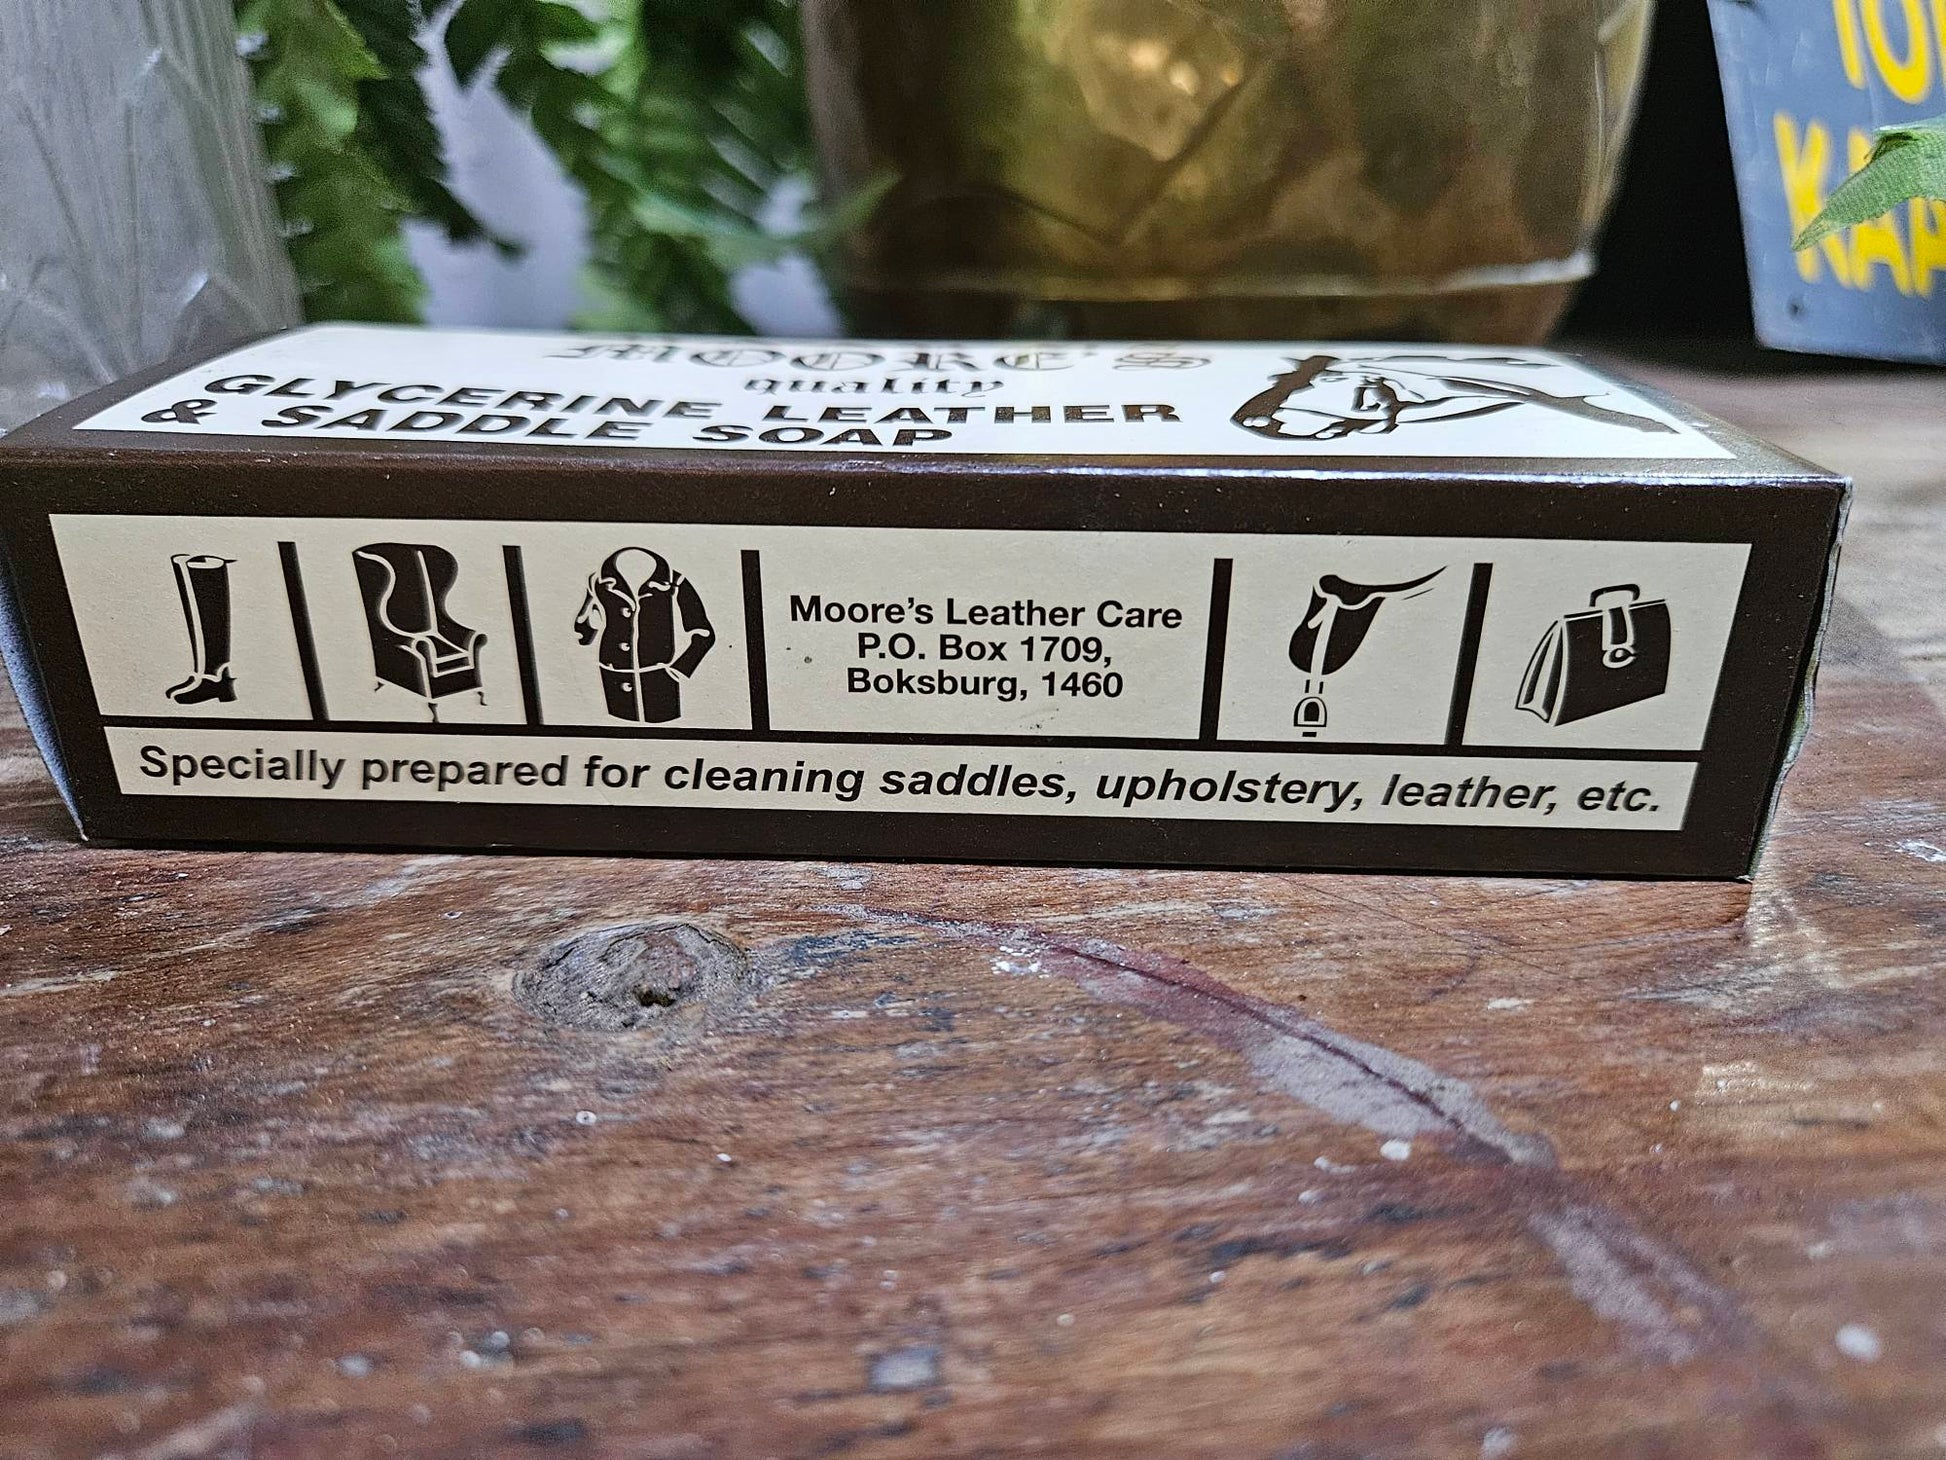 MOORE'S
quality
GLYCERINE LEATHER
& SADDLE SOAP
Moore's Leather Care
P.O. Box 1709,
Boksburg, 1460
Specially prepared for cleaning saddles, upholstery, leather, etc.